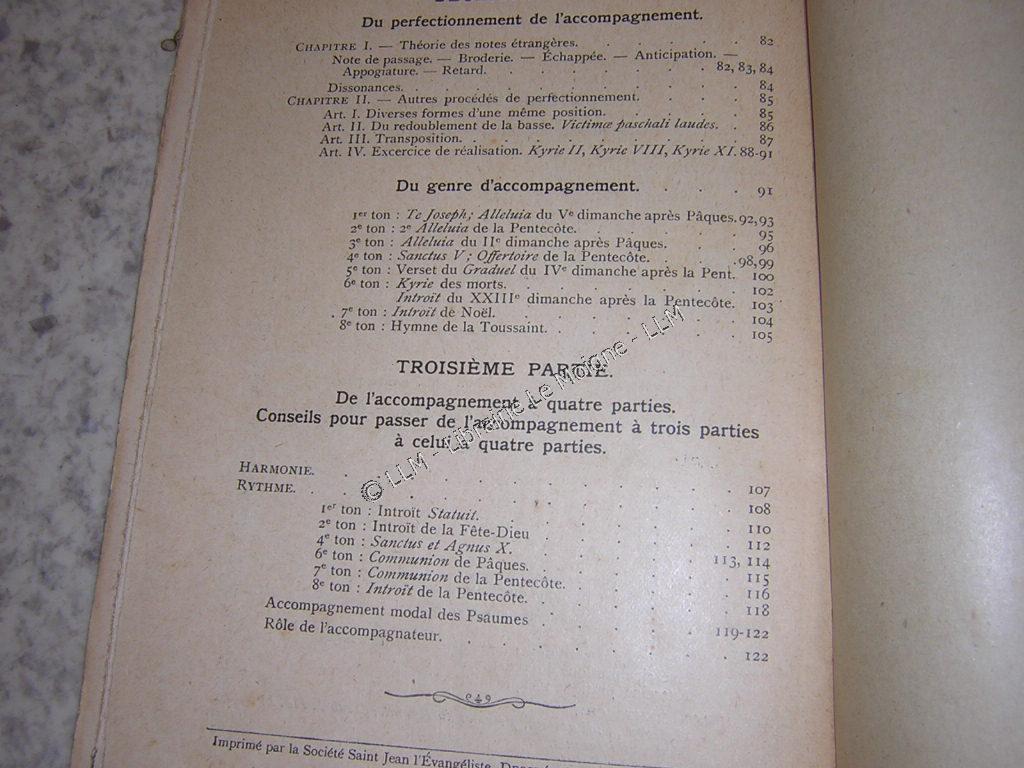 Du perfectionnement de l'accompagnement.
CHAPITRE I. — Théorie des notes étrangères. . . . . 82
Note de passage. — Broderie. — Échappée. — Anticipation. —
Appogiature. — Retard. . . . . . . 82, 83, 84
Dissonances. . . . . . . . . 84
CHAPITRE II. — Autres procédés de perfectionnement. . . . 85
Art. I. Diverses formes d'une même position. . . . 85
Art. II. Du redoublement de la basse. Victimæ paschali laudes. . 86
Art. III. Transposition. . . . . . . . 87
Art. IV. Excercice de réalisation. Kyrie II, Kyrie VIII, Kyrie XI. 88-91
Du genre d'accompagnement. . . . 91
1er ton : Te Joseph; Alleluia du Ve dimanche après Pâques. 92,93
2e ton : 2e Alleluia de la Pentecôte. . . . . 95
3e ton : Alleluia du IIe dimanche après Pâques. . . . 96
4e ton : Sanctus V ; Offertoire de la Pentecôte. . . . 98,99
5e ton : Verset du Graduel du IVe dimanche après la Pent. 100
6e ton : Kyrie des morts. . . . . . . 102
Introït du XXIIIe dimanche après la Pentecôte. 103
7e ton : Introït de Noël. . . . . . . 104
8e ton : Hymne de la Toussaint. . . . . . 105
TROISIÈME PARTIE.
De l'accompagnement à quatre parties.
Conseils pour passer de l'accompagnement à trois parties
à celui à quatre parties.
HARMONIE. . . . . . . . . . 107
RYTHME. . . . . . . . . . 108
1er ton : Introït Statuit. . . . . . . 110
2e ton : Introït de la Fête-Dieu . . . . . 112
4e ton : Sanctus et Agnus X. . . . . 113, 114
6e ton : Communion de Pâques. . . . . . 115
7e ton : Communion de la Pentecôte. . . . . 116
8e ton : Introït de la Pentecôte. . . . . . 118
Accompagnement modal des Psaumes . . . . 119-122
Rôle de l'accompagnateur. . . . . . . 122
Imprimé par la Société Saint Jean l'Évangéliste,
© LLM - Librairie Le Moigne - LLM